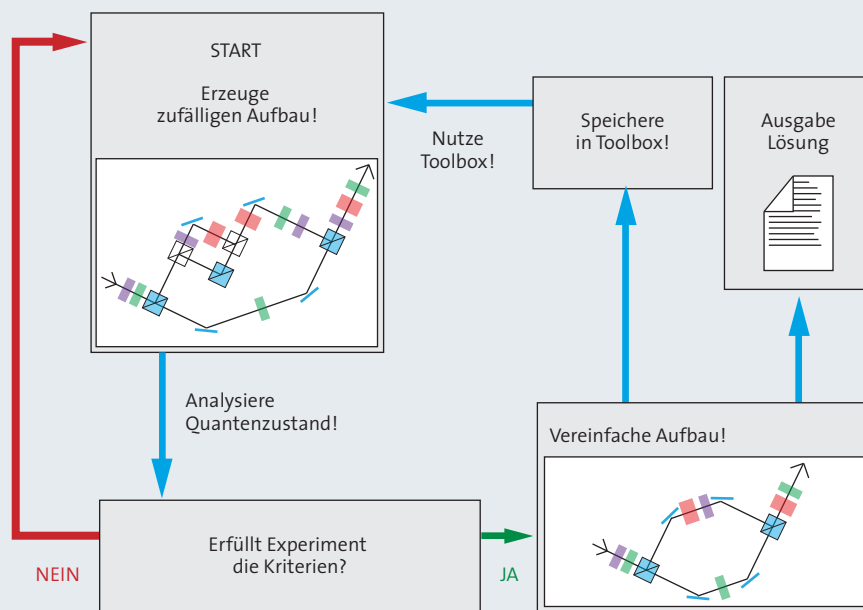 START
Erzeuge
zufälligen Aufbau!
Nutze
Toolbox!
Speichere
in Toolbox!
Ausgabe
Lösung
Analysiere
Quantenzustand!
Vereinfache Aufbau!
Erfüllt Experiment
die Kriterien?
NEIN
JA